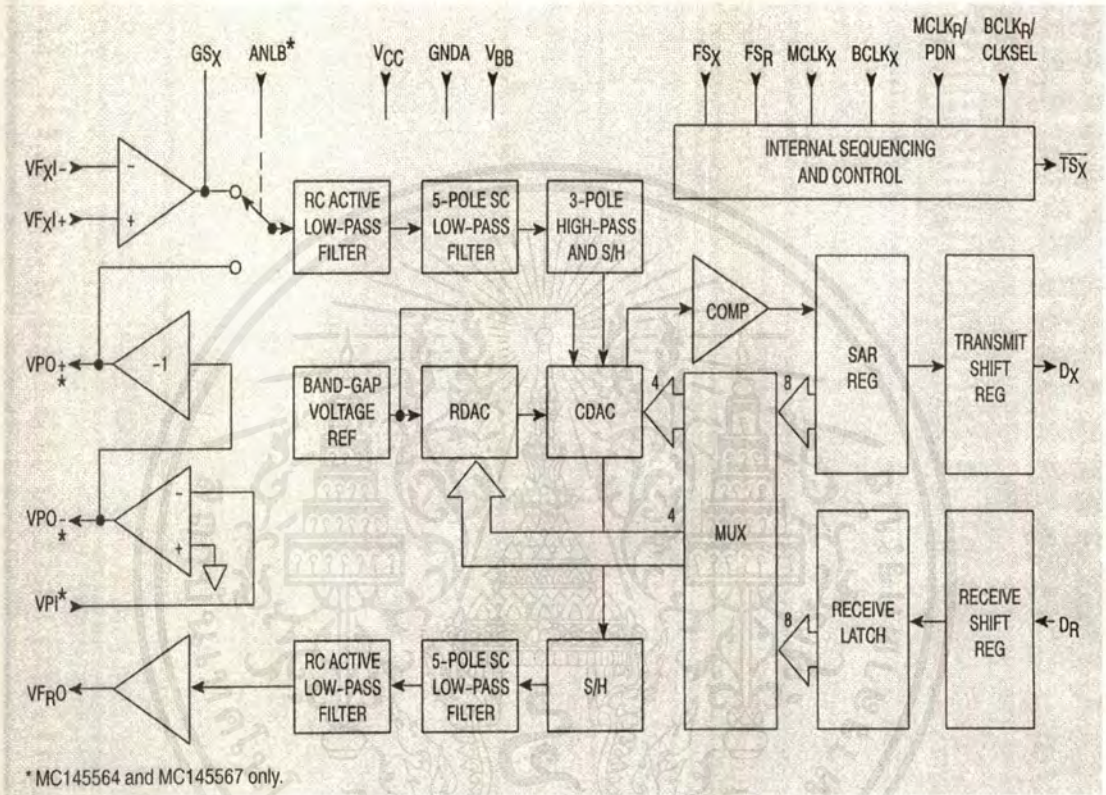 GSX ANLB* VCC GNDA VBB FSX FSR MCLKX BCLKX MCLKR/ PDN BCLKR/ CLKSEL
INTERNAL SEQUENCING
AND CONTROL
TSX
VFXI-
VFXI+
-
+
RC ACTIVE
LOW-PASS
FILTER
5-POLE SC
LOW-PASS
FILTER
3-POLE
HIGH-PASS
AND S/H
COMP
SAR
REG
TRANSMIT
SHIFT
REG
DX
VPO+
*
-1
BAND-GAP
VOLTAGE
REF
RDAC
CDAC
4
8
MUX
4
VPO-
*
-
+
VPI*
8
RECEIVE
LATCH
RECEIVE
SHIFT
REG
DR
VFRO
RC ACTIVE
LOW-PASS
FILTER
5-POLE SC
LOW-PASS
FILTER
S/H
* MC145564 and MC145567 only.